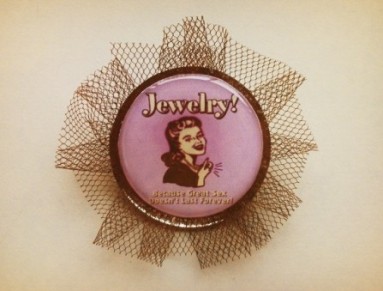 Jewelry!
Because Great Sex
Doesn't Last Forever!